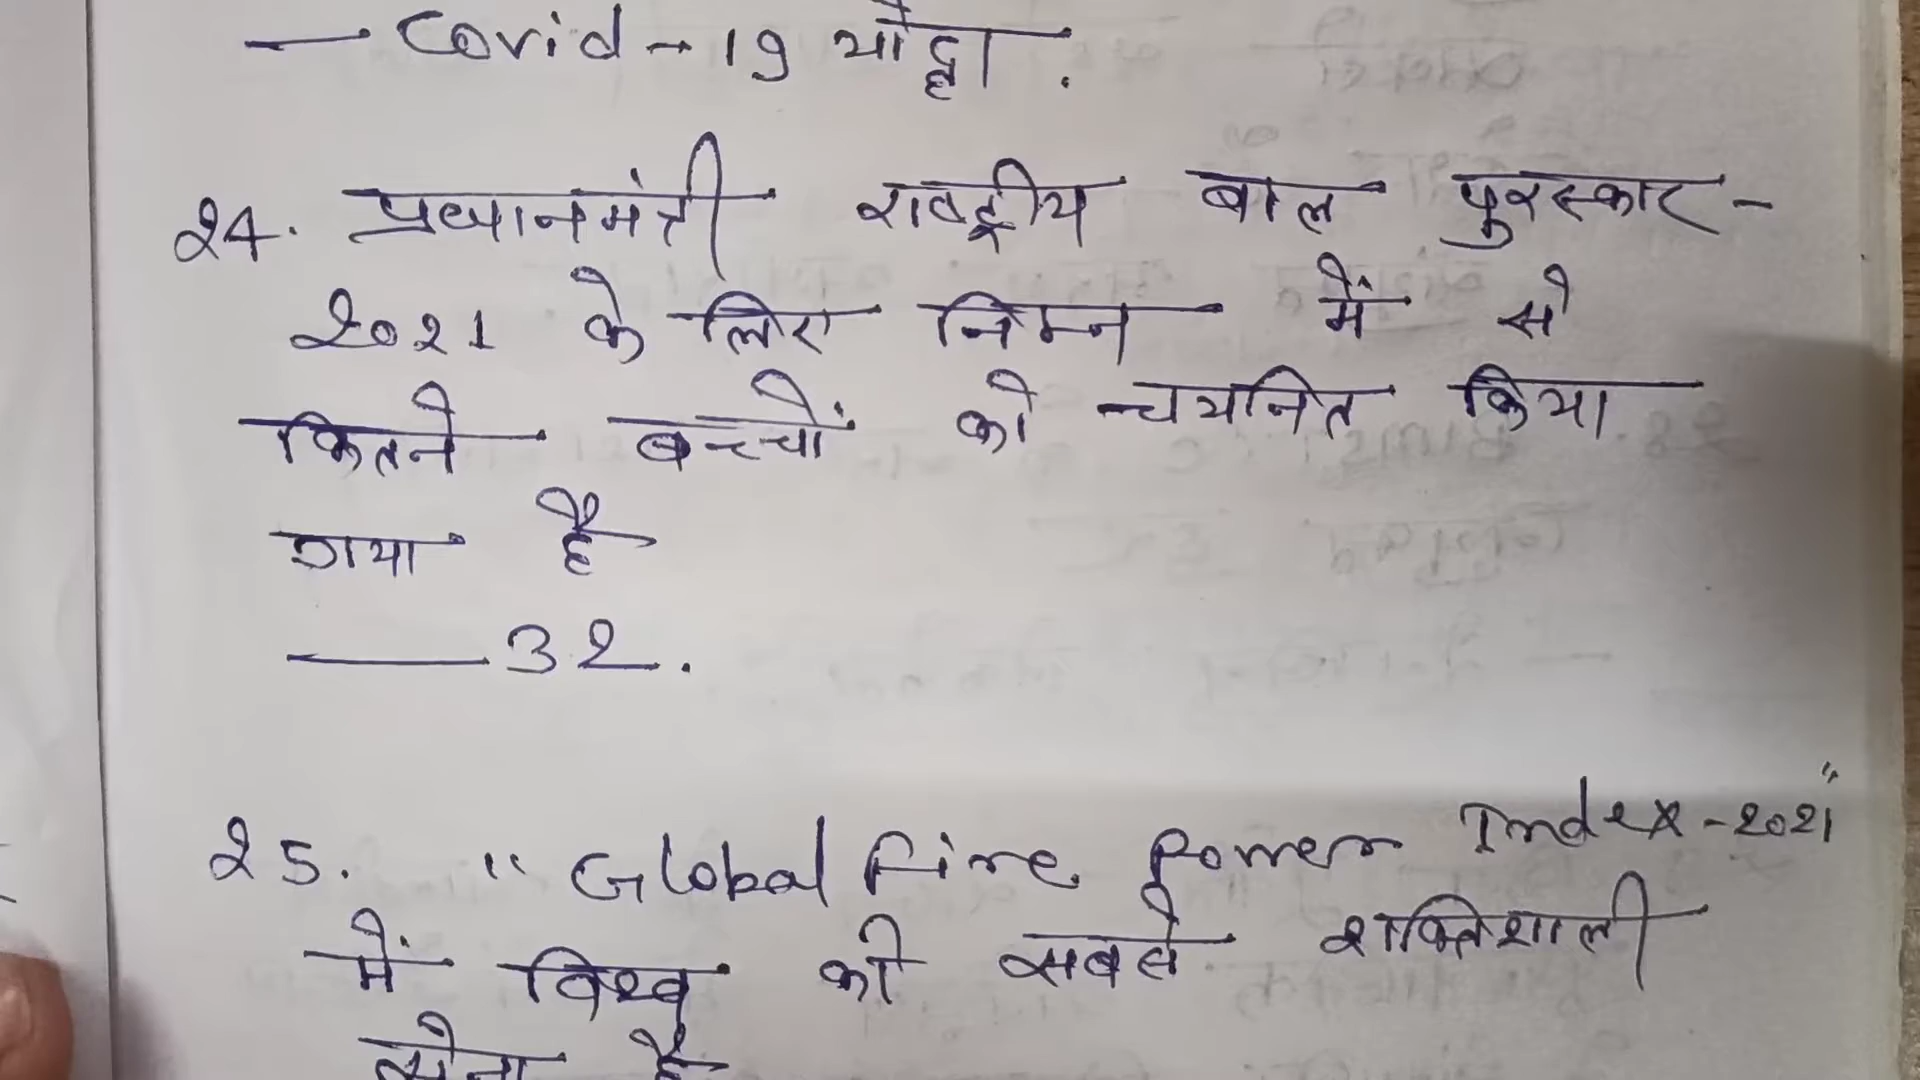 — Covid-19 योद्धा.
24. प्रधानमंत्री राष्ट्रीय बाल पुरस्कार-
2021 के लिए निम्न में से
कितने बच्चों को चयनित किया
गया है
— 32.
25. "Global Fire Power Index-2021"
में विश्व की सबसे शक्तिशाली
सेना है